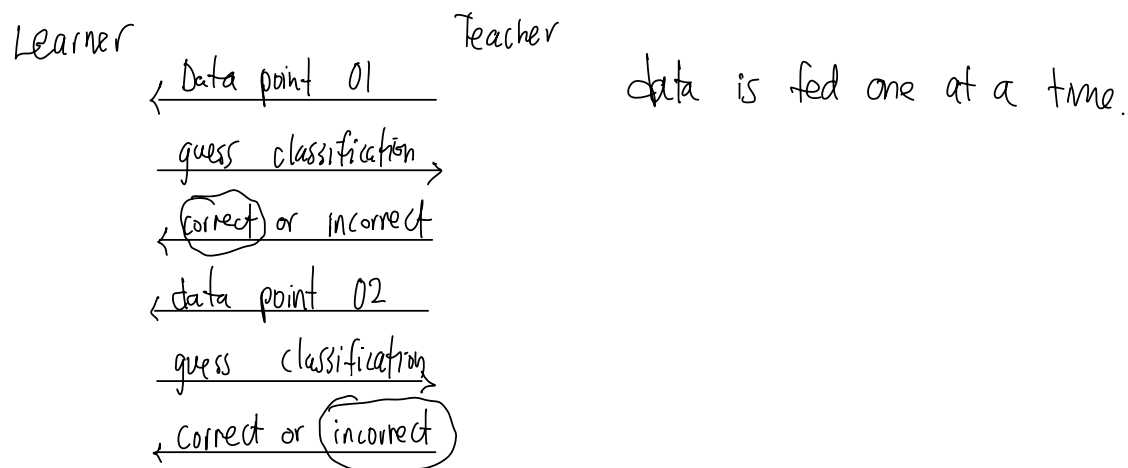 Learner
Teacher
Data point 01
data is fed one at a time.
guess classification
correct or incorrect
data point 02
guess classification
correct or incorrect